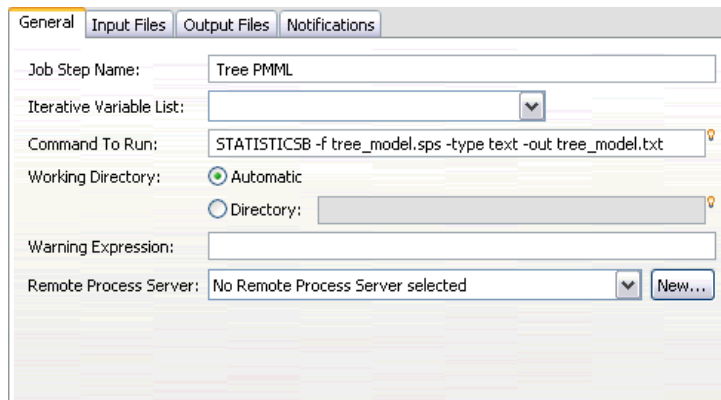 General Input Files Output Files Notifications
Job Step Name: Tree PMML
Iterative Variable List:
Command To Run: STATISTICSB -f tree_model.sps -type text -out tree_model.txt
Working Directory: Automatic
Directory:
Warning Expression:
Remote Process Server: No Remote Process Server selected New...